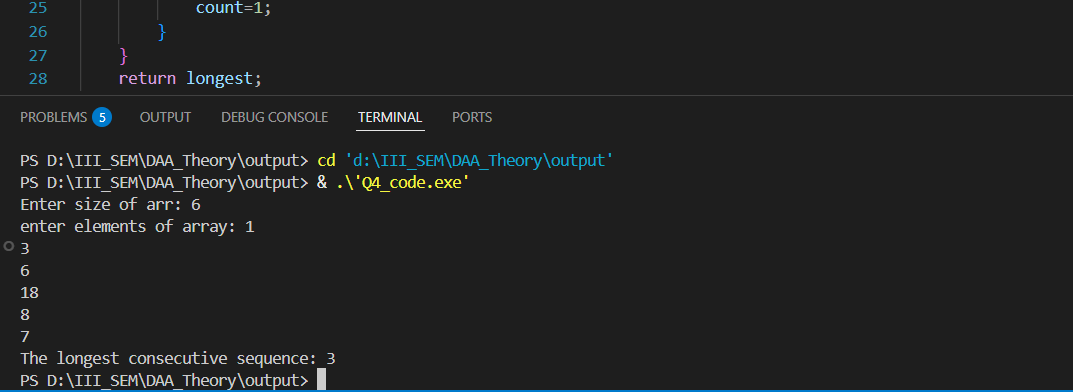 25 count=1;
26 }
27 }
28 return longest;
PROBLEMS 5 OUTPUT DEBUG CONSOLE TERMINAL PORTS
PS D:\III_SEM\DAA_Theory\output> cd 'd:\III_SEM\DAA_Theory\output'
PS D:\III_SEM\DAA_Theory\output> & .\'Q4_code.exe'
Enter size of arr: 6
enter elements of array: 1
3
6
18
8
7
The longest consecutive sequence: 3
PS D:\III_SEM\DAA_Theory\output>